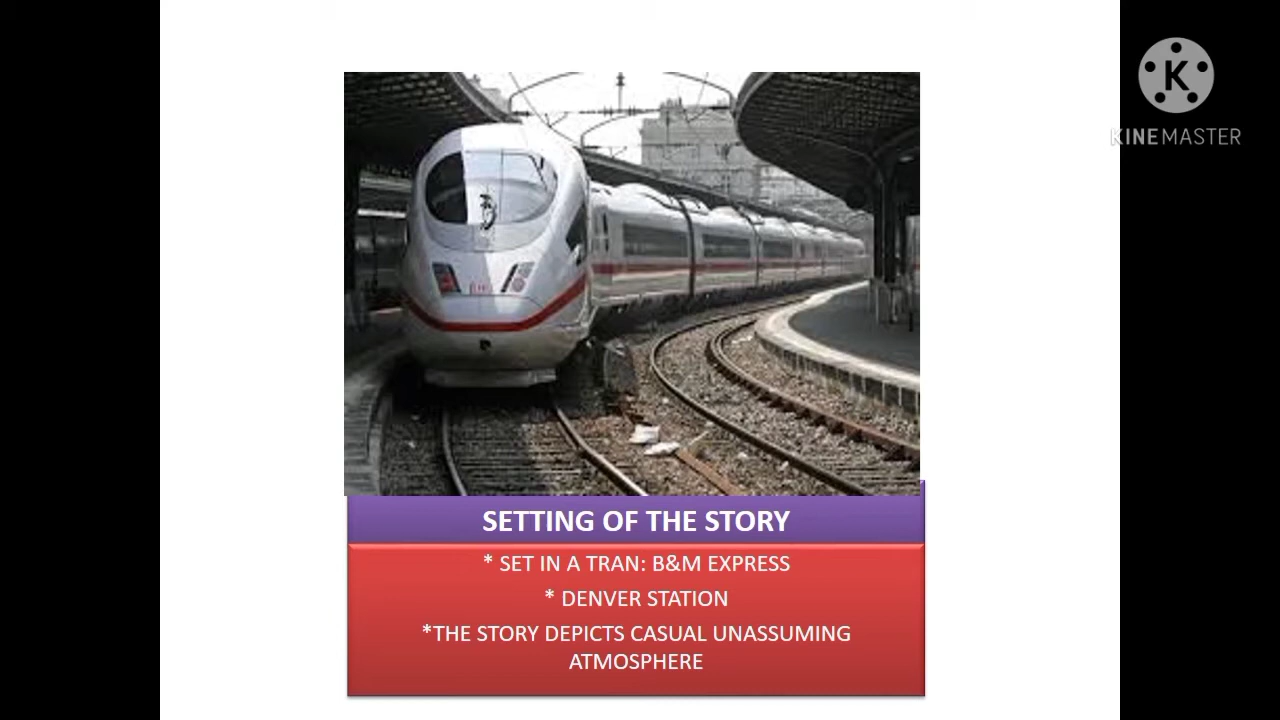 KINEMASTER
SETTING OF THE STORY
* SET IN A TRAN: B&M EXPRESS
* DENVER STATION
*THE STORY DEPICTS CASUAL UNASSUMING
ATMOSPHERE